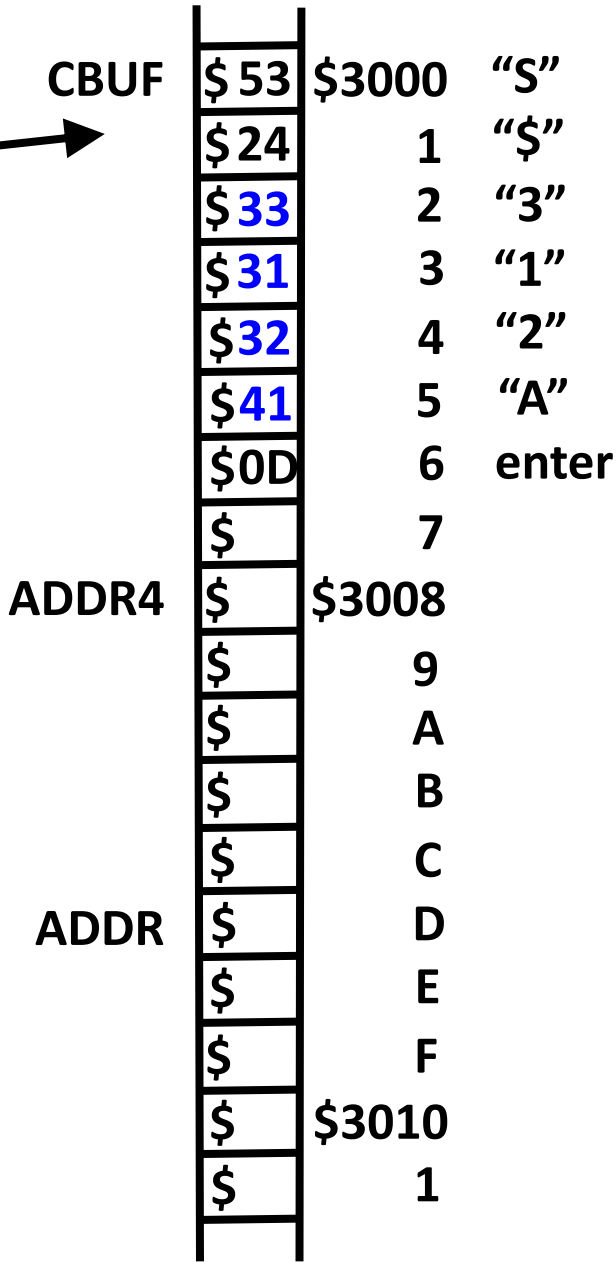 CBUF $ 53 $3000 “S”
$24 1 “$”
$33 2 “3”
$31 3 “1”
$32 4 “2”
$41 5 “A”
$0D 6 enter
$ 7
ADDR4 $ $3008
$ 9
$ A
$ B
$ C
ADDR $ D
$ E
$ F
$ $3010
$ 1